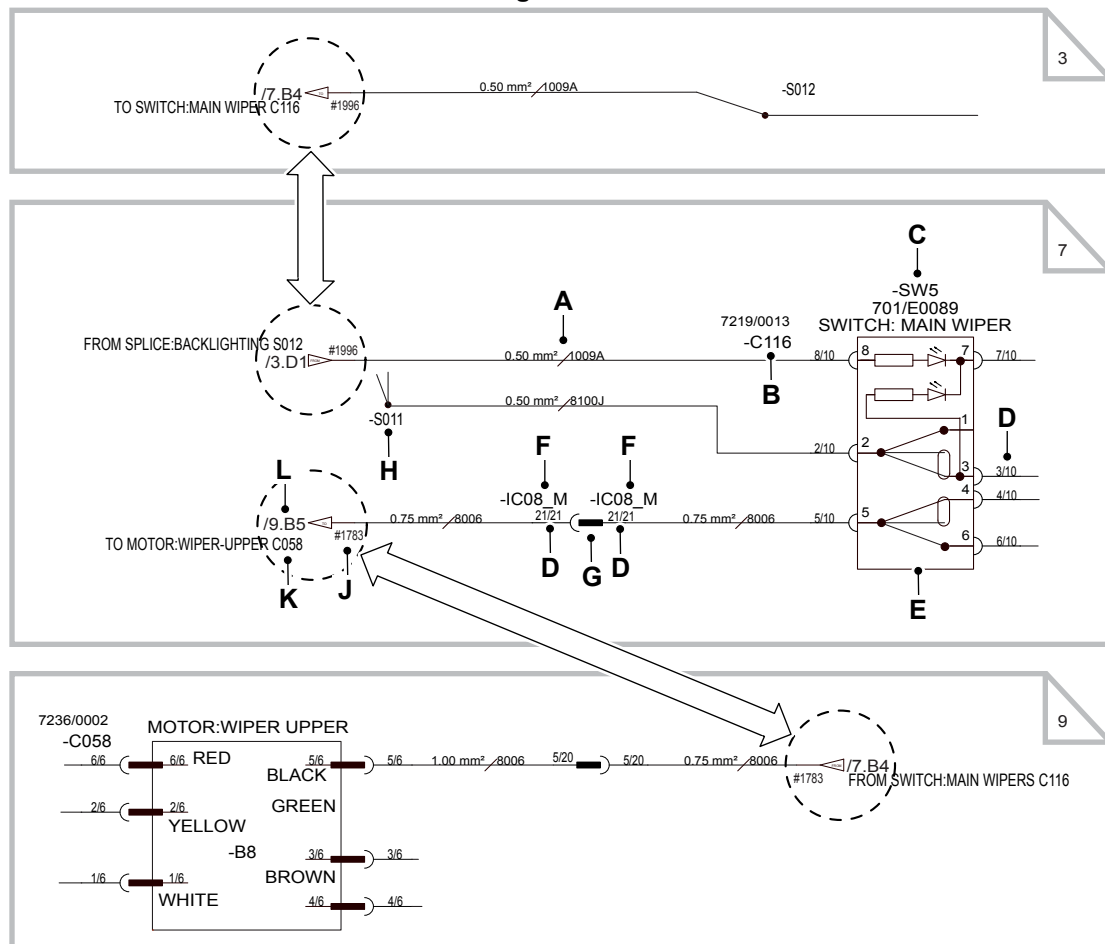 3
/7.B4
0.50 mm² 1009A
-S012
TO SWITCH:MAIN WIPER C116
#1996
7
C
-SW5
701/E0089
SWITCH: MAIN WIPER
A
7219/0013
-C116
FROM SPLICE:BACKLIGHTING S012
#1996
/3.D1
0.50 mm² 1009A
8/10
8
7
7/10
B
0.50 mm² 8100J
-S011
H
1
D
2/10
2
3
3/10
L
F
F
-IC08_M
-IC08_M
4
4/10
/9.B5
0.75 mm² 8006
21/21
21/21
0.75 mm² 8006
5/10
5
TO MOTOR:WIPER-UPPER C058
#1783
6
6/10
K
J
D
G
D
E
9
7236/0002
-C058
MOTOR:WIPER UPPER
6/6
6/6
RED
5/6
5/6
1.00 mm² 8006
5/20
5/20
0.75 mm² 8006
/7.B4
BLACK
#1783
FROM SWITCH:MAIN WIPERS C116
2/6
2/6
GREEN
YELLOW
-B8
3/6
3/6
1/6
1/6
BROWN
WHITE
4/6
4/6